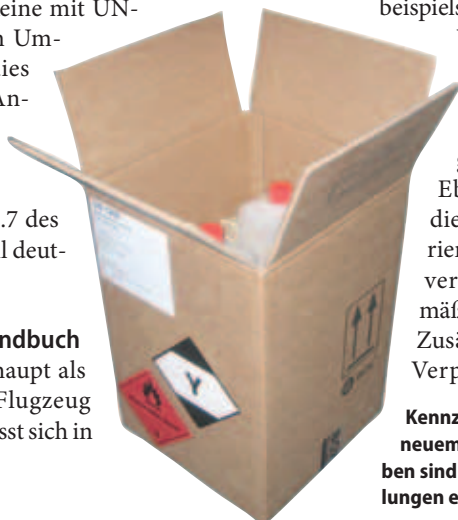 eine mit UN-
n Um-
ies
An-
.7 des
l deut-
ndbuch
haupt als
Flugzeug
sst sich in
Y
beispiels
Eb
die
rier
ver
mäß
Zusä
Verp
Kennz
neuem
ben sind
lungen e